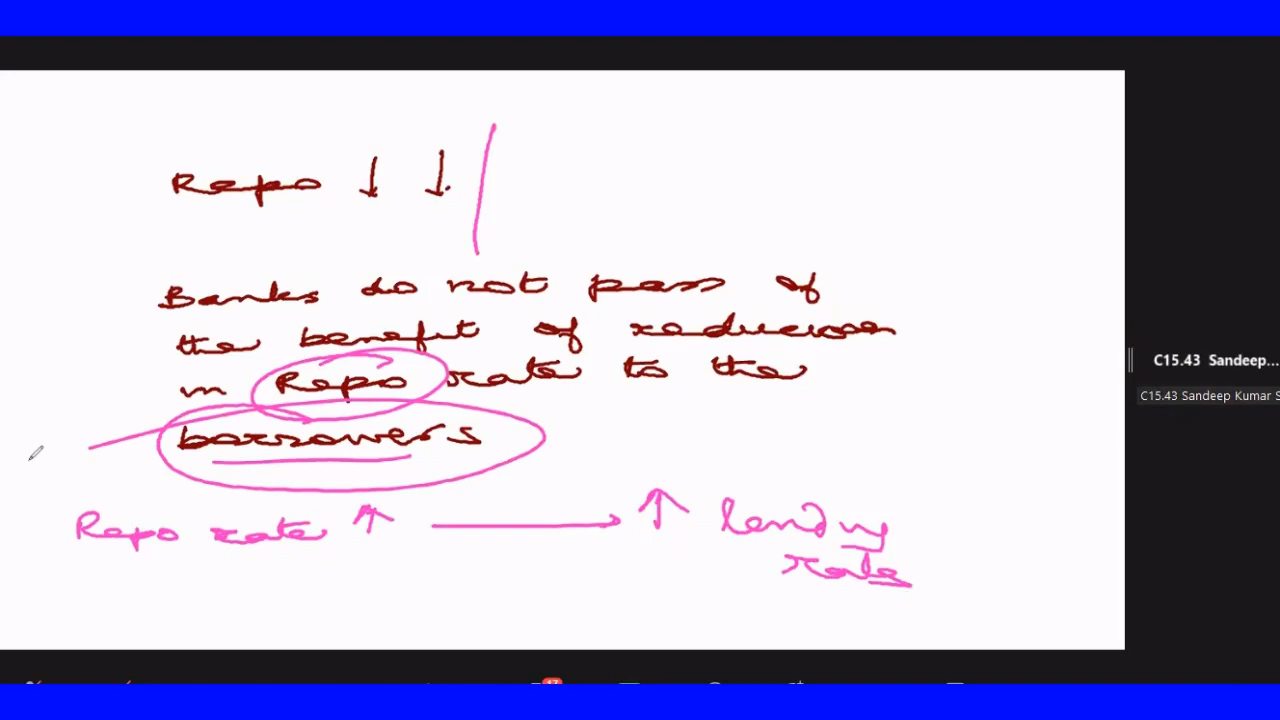 Repo ↓ ↓
Banks do not pass of
the benefit of reduction
in Repo rate to the
borrowers
Repo rate ↑ → ↑ lending
rate
C15.43 Sandeep...
C15.43 Sandeep Kumar S
17